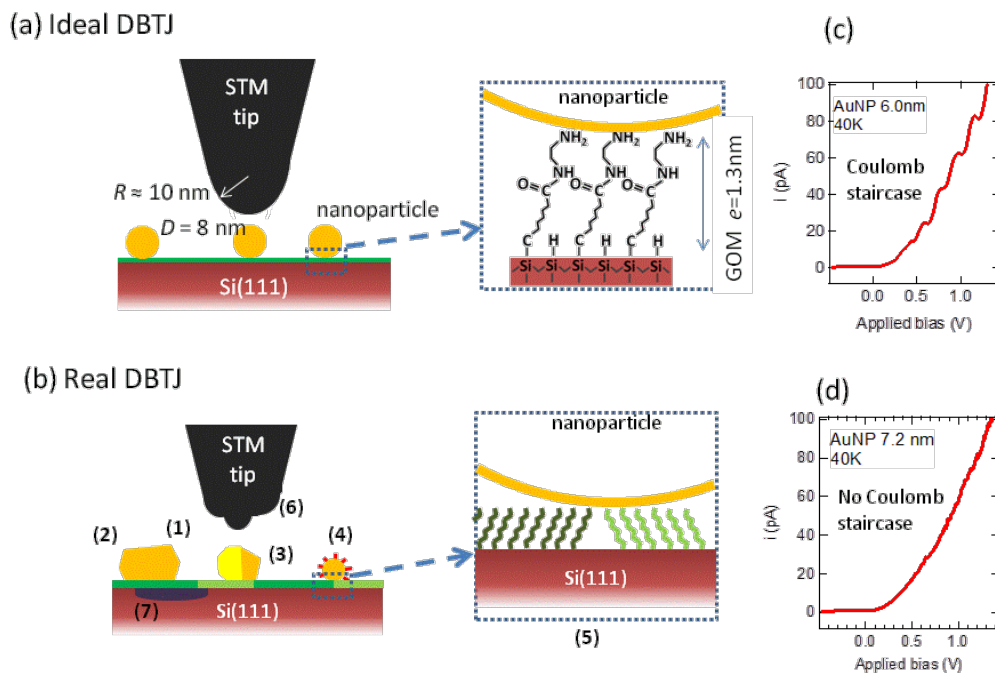 (a) Ideal DBTJ
STM
tip
R ≈ 10 nm
D = 8 nm
nanoparticle
Si(111)
nanoparticle
NH2 NH2 NH2
NH NH NH
O O O
C C C
C H C H C H
Si Si Si Si Si Si
GOM e=1.3nm
(c)
AuNP 6.0nm
40K
Coulomb
staircase
I (pA)
100
80
60
40
20
0
0.0 0.5 1.0
Applied bias (V)
(b) Real DBTJ
STM
tip
(6)
(2) (1) (3) (4)
(7)
Si(111)
nanoparticle
Si(111)
(5)
(d)
AuNP 7.2 nm
40K
No Coulomb
staircase
i (pA)
100
80
60
40
20
0
0.0 0.5 1.0
Applied bias (V)